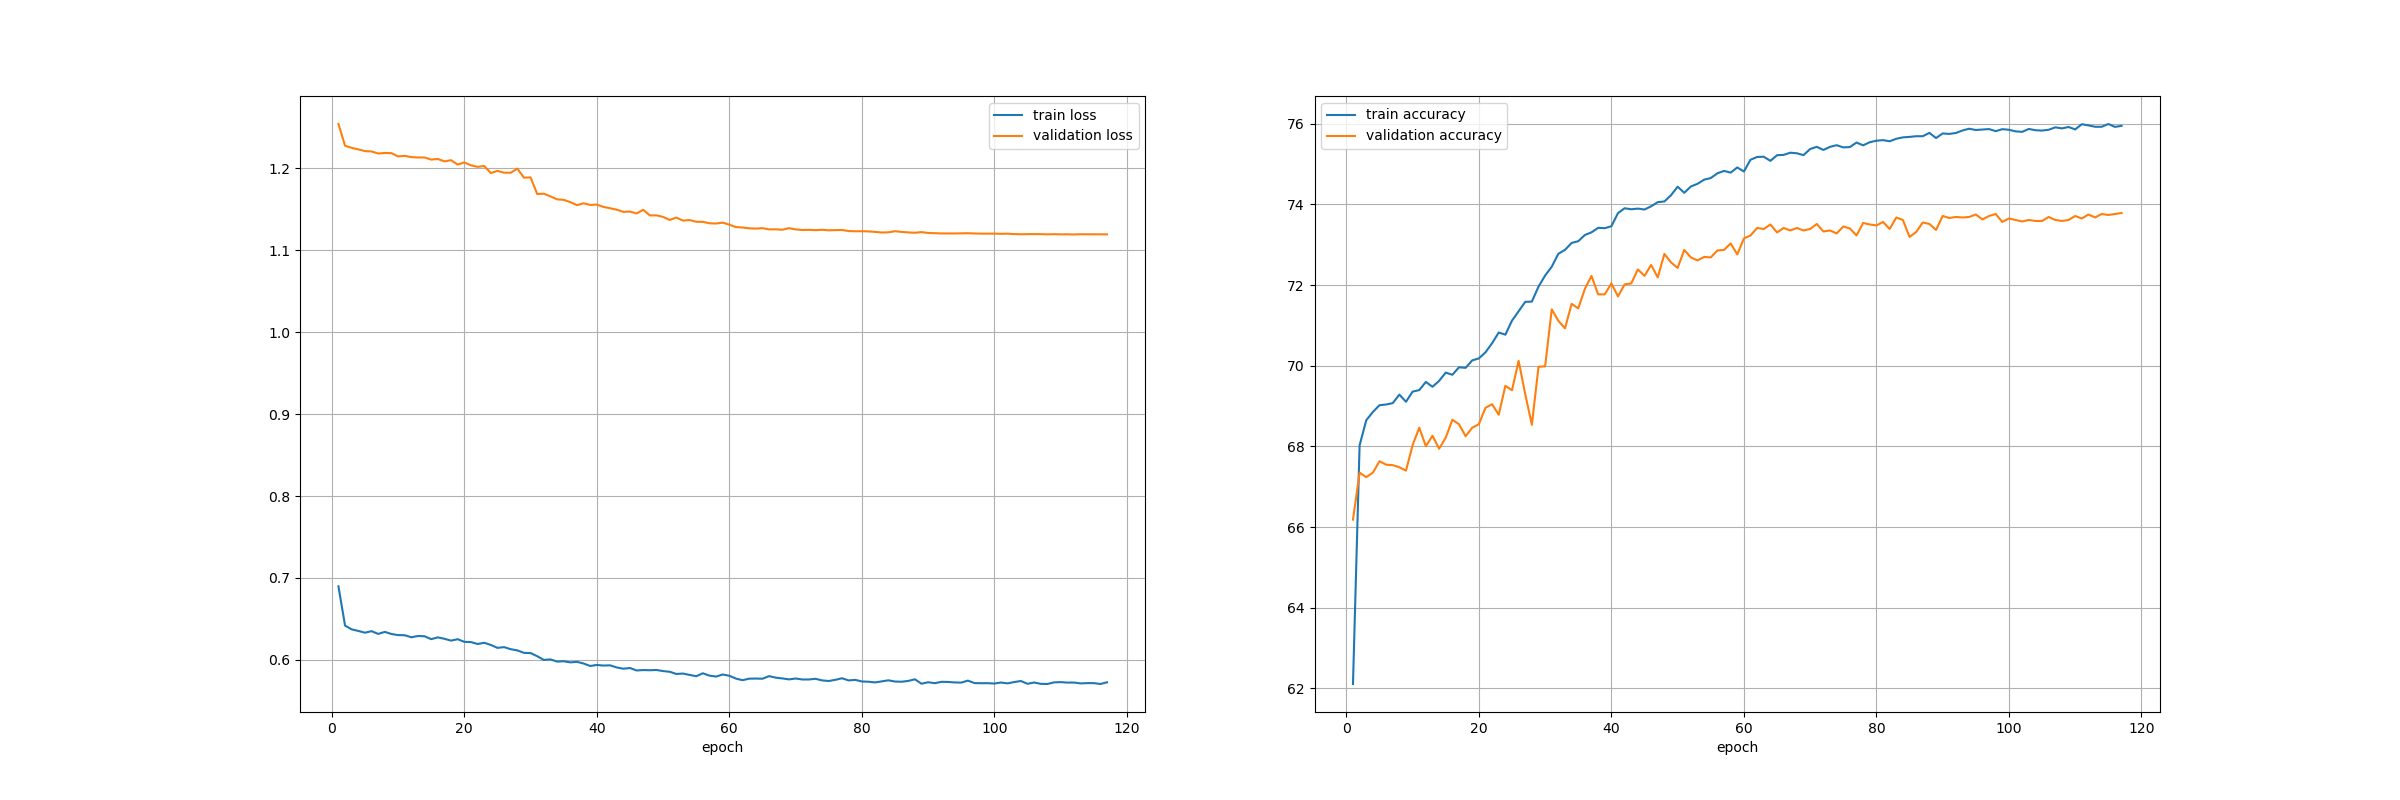 train loss
validation loss
1.2
1.1
1.0
0.9
0.8
0.7
0.6
0 20 40 60 80 100 120
epoch
train accuracy
validation accuracy
76
74
72
70
68
66
64
62
0 20 40 60 80 100 120
epoch